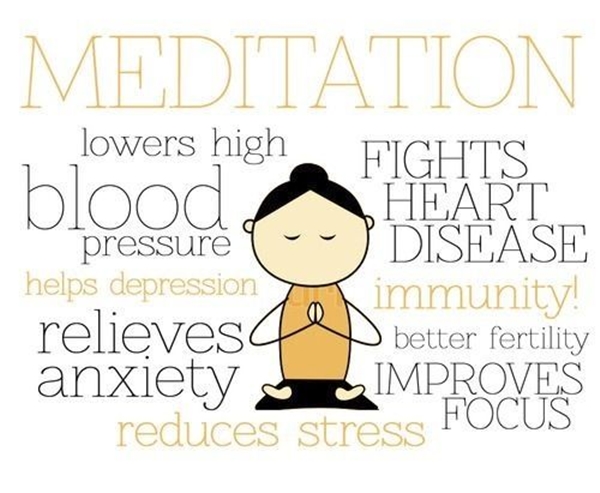 MEDITATION
lowers high
blood
pressure
FIGHTS
HEART
DISEASE
helps depression
immunity!
relieves
anxiety
better fertility
IMPROVES
FOCUS
reduces stress